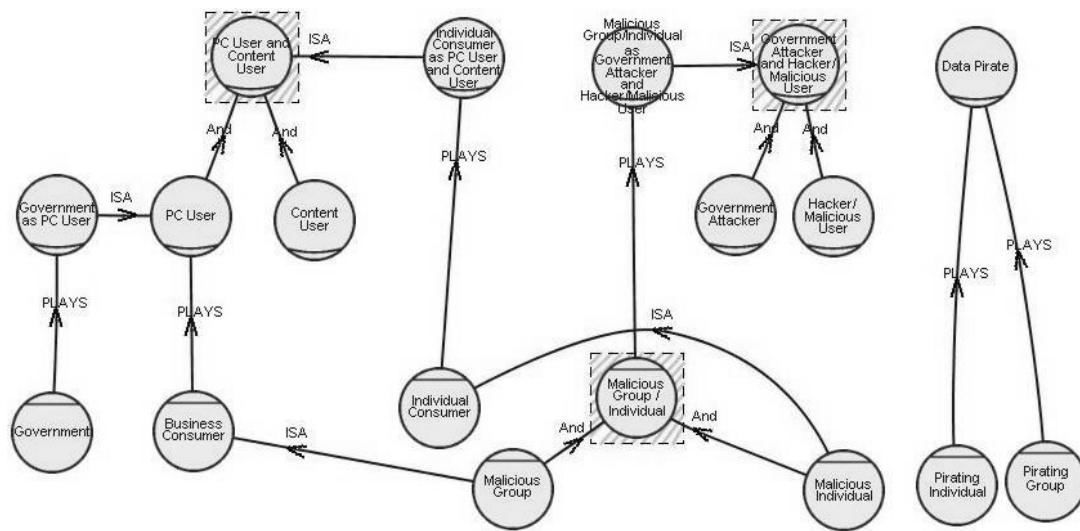 PC User and
Content User
ISA
Individual
Consumer
as PC User
and Content
User
Malicious
Group/Individual
as
Government
Attacker
and
Hacker/Malicious User
ISA
Government
Attacker
and Hacker/
Malicious User
Data Pirate
And
And
And
And
PLAYS
PLAYS
Government
as PC User
ISA
PC User
Content
User
Government
Attacker
Hacker/
Malicious
User
PLAYS
PLAYS
PLAYS
PLAYS
ISA
Government
Business
Consumer
Individual
Consumer
Malicious
Group /
Individual
ISA
And
And
Malicious
Group
Malicious
Individual
Pirating
Individual
Pirating
Group